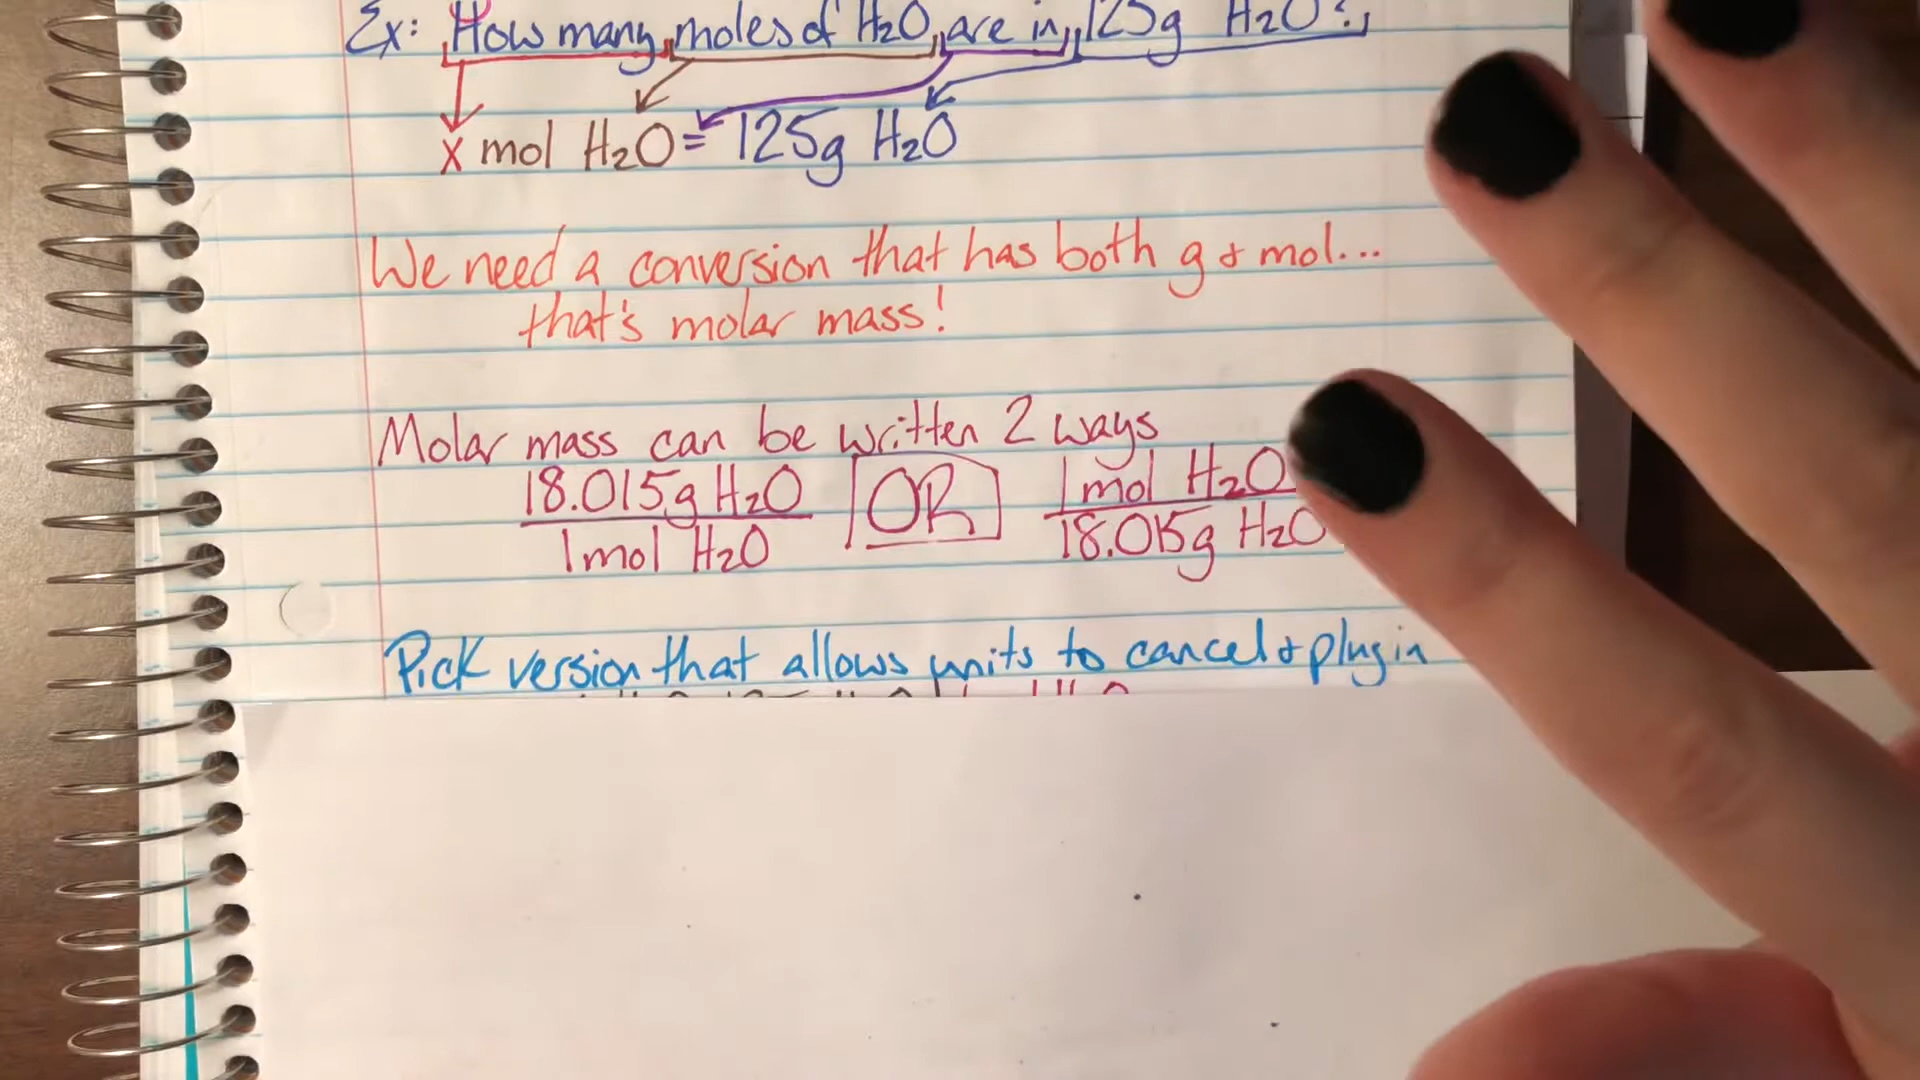 Ex: How many moles of H₂O are in 125g H₂O?
x mol H₂O = 125g H₂O
We need a conversion that has both g & mol...
that's molar mass!
Molar mass can be written 2 ways
18.015g H₂O OR 1mol H₂O
1mol H₂O 18.015g H₂O
Pick version that allows units to cancel & plug in